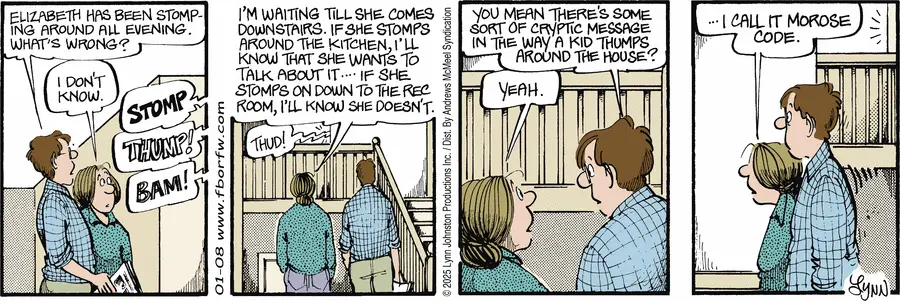 ELIZABETH HAS BEEN STOMP-
ING AROUND ALL EVENING.
WHAT'S WRONG?
I DON'T
KNOW.
STOMP
THUMP!
BAM!
01-08 www.fborfw.com
I'M WAITING TILL SHE COMES
DOWNSTAIRS. IF SHE STOMPS
AROUND THE KITCHEN, I'LL
KNOW THAT SHE WANTS TO
TALK ABOUT IT.... IF SHE
STOMPS ON DOWN TO THE REC
ROOM, I'LL KNOW SHE DOESN'T.
THUD!
© 2025 Lynn Johnston Productions Inc. / Dist. By Andrews McMeel Syndication
YOU MEAN THERE'S SOME
SORT OF CRYPTIC MESSAGE
IN THE WAY A KID THUMPS
AROUND THE HOUSE?
YEAH.
...I CALL IT MOROSE
CODE.
LYNN